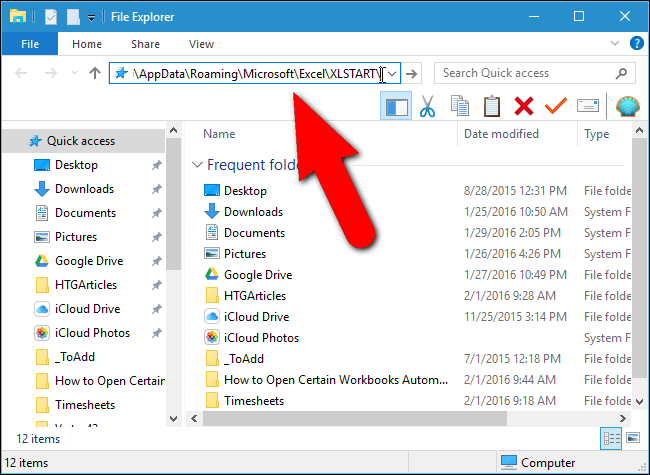 File Explorer
File Home Share View
\AppData\Roaming\Microsoft\Excel\XLSTART\
Search Quick access
Quick access
Desktop
Downloads
Documents
Pictures
Google Drive
HTGArticles
iCloud Drive
iCloud Photos
_ToAdd
How to Open Certain
Timesheets
Name Date modified Type
Frequent folde
Desktop 8/28/2015 12:31 PM File folde
Downloads 1/25/2016 10:50 AM System F
Documents 1/29/2016 2:05 PM System F
Pictures 1/26/2016 4:26 PM System F
Google Drive 1/27/2016 10:49 PM File folde
HTGArticles 2/1/2016 9:28 AM File folde
iCloud Drive 11/25/2015 3:14 PM File folde
iCloud Photos System F
_ToAdd 7/1/2015 12:18 PM File folde
How to Open Certain Workbooks Autom... 2/1/2016 9:44 AM File folde
Timesheets 2/1/2016 9:18 AM File folde
12 items
12 items Computer